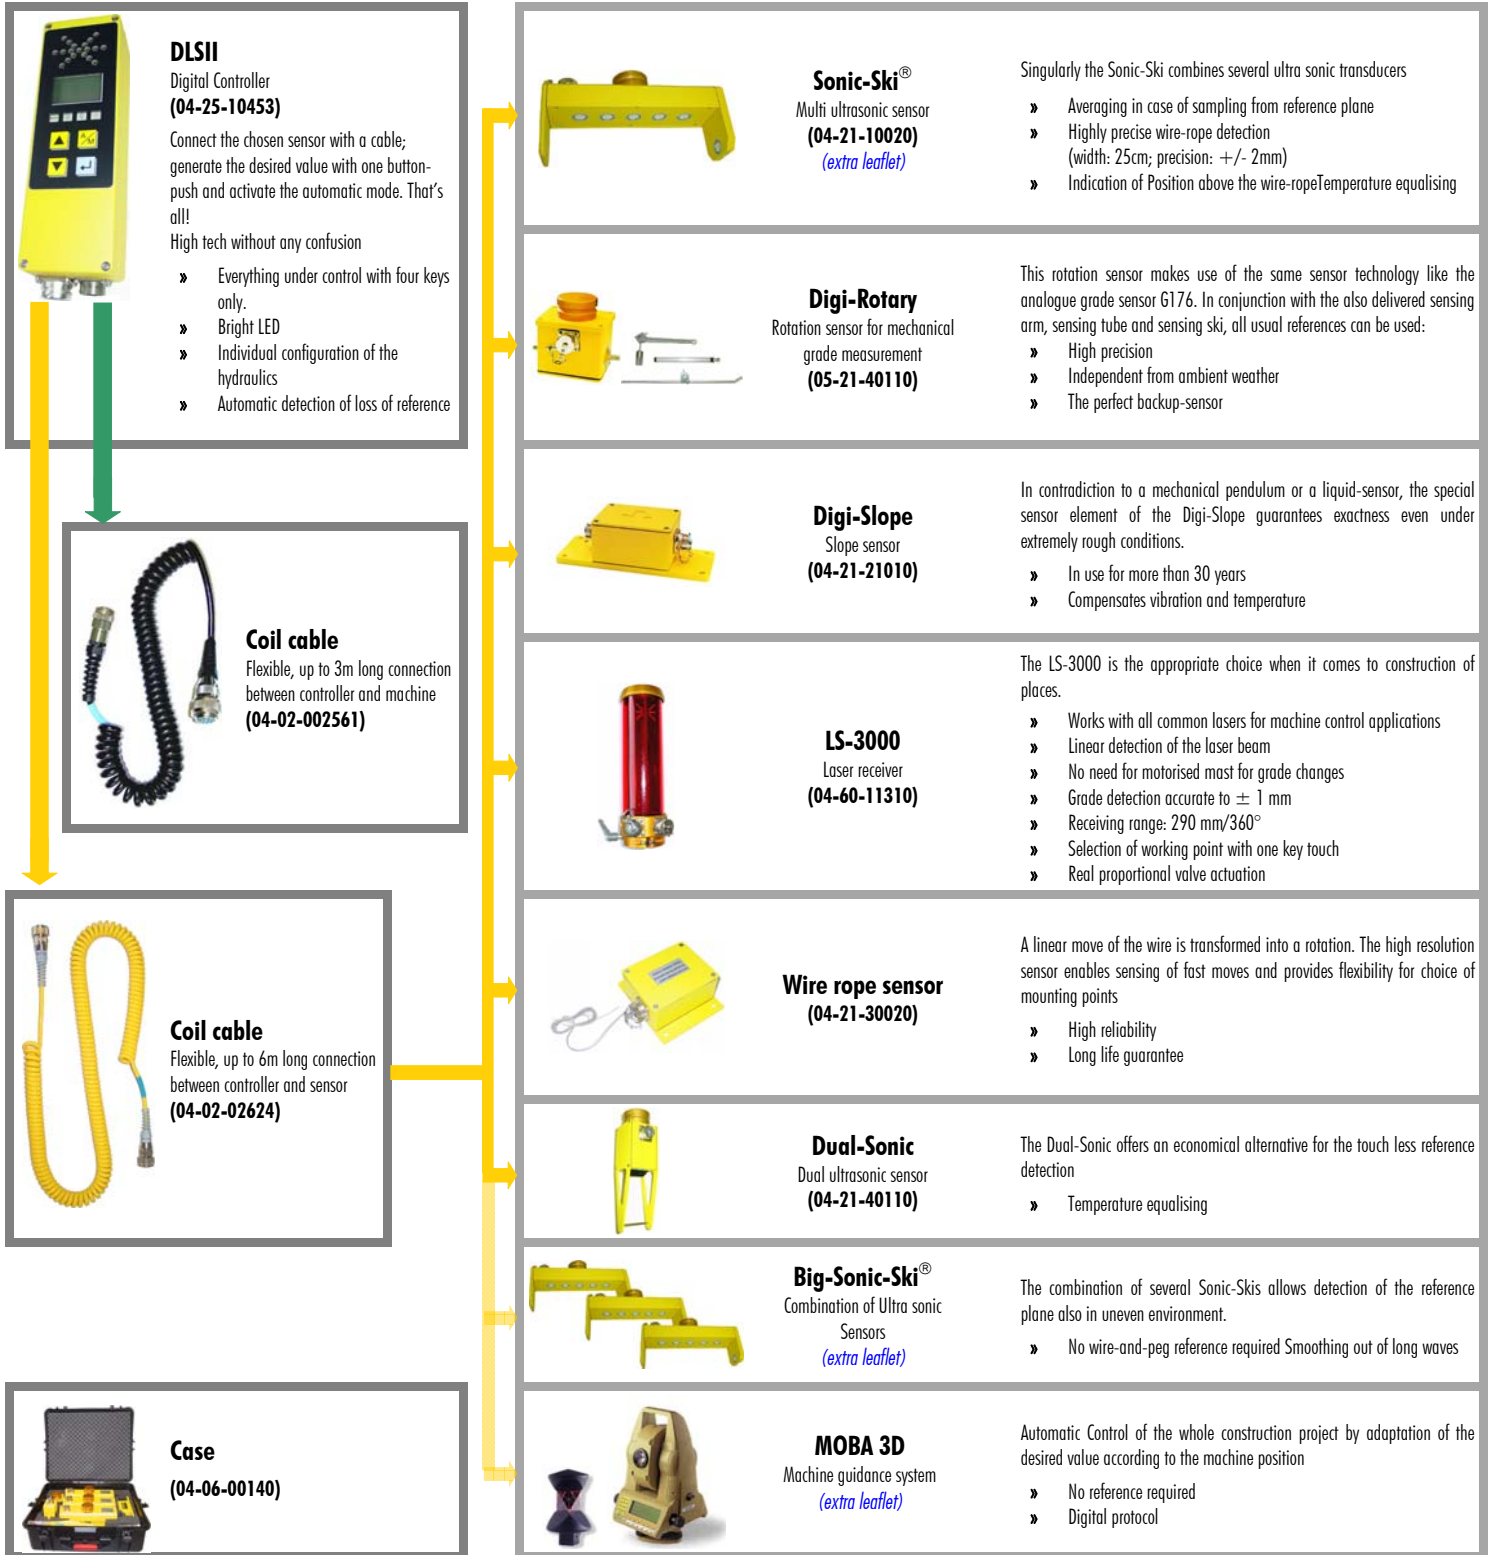 DLSII
Digital Controller
(04-25-10453)
Connect the chosen sensor with a cable;
generate the desired value with one button-
push and activate the automatic mode. That's
all!
High tech without any confusion
» Everything under control with four keys
only.
» Bright LED
» Individual configuration of the
hydraulics
» Automatic detection of loss of reference
Coil cable
Flexible, up to 3m long connection
between controller and machine
(04-02-002561)
Coil cable
Flexible, up to 6m long connection
between controller and sensor
(04-02-02624)
Case
(04-06-00140)
Sonic-Ski®
Multi ultrasonic sensor
(04-21-10020)
(extra leaflet)
Singularly the Sonic-Ski combines several ultra sonic transducers
» Averaging in case of sampling from reference plane
» Highly precise wire-rope detection
(width: 25cm; precision: +/- 2mm)
» Indication of Position above the wire-ropeTemperature equalising
Digi-Rotary
Rotation sensor for mechanical
grade measurement
(05-21-40110)
This rotation sensor makes use of the same sensor technology like the
analogue grade sensor G176. In conjunction with the also delivered sensing
arm, sensing tube and sensing ski, all usual references can be used:
» High precision
» Independent from ambient weather
» The perfect backup-sensor
Digi-Slope
Slope sensor
(04-21-21010)
In contradiction to a mechanical pendulum or a liquid-sensor, the special
sensor element of the Digi-Slope guarantees exactness even under
extremely rough conditions.
» In use for more than 30 years
» Compensates vibration and temperature
LS-3000
Laser receiver
(04-60-11310)
The LS-3000 is the appropriate choice when it comes to construction of
places.
» Works with all common lasers for machine control applications
» Linear detection of the laser beam
» No need for motorised mast for grade changes
» Grade detection accurate to ± 1 mm
» Receiving range: 290 mm/360°
» Selection of working point with one key touch
» Real proportional valve actuation
Wire rope sensor
(04-21-30020)
A linear move of the wire is transformed into a rotation. The high resolution
sensor enables sensing of fast moves and provides flexibility for choice of
mounting points
» High reliability
» Long life guarantee
Dual-Sonic
Dual ultrasonic sensor
(04-21-40110)
The Dual-Sonic offers an economical alternative for the touch less reference
detection
» Temperature equalising
Big-Sonic-Ski®
Combination of Ultra sonic
Sensors
(extra leaflet)
The combination of several Sonic-Skis allows detection of the reference
plane also in uneven environment.
» No wire-and-peg reference required Smoothing out of long waves
MOBA 3D
Machine guidance system
(extra leaflet)
Automatic Control of the whole construction project by adaptation of the
desired value according to the machine position
» No reference required
» Digital protocol